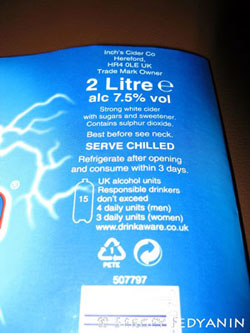 Inch's Cider Co
Hereford,
HR4 0LE UK
Trade Mark Owner
2 Litre ℮
alc 7.5% vol
Strong white cider
with sugars and sweetener.
Contains sulphur dioxide.
Best before see neck.
SERVE CHILLED
Refrigerate after opening
and consume within 3 days.
UK alcohol units
Responsible drinkers
don't exceed
4 daily units (men)
3 daily units (women)
www.drinkaware.co.uk
15
®
PETE
507797
EDYANIN